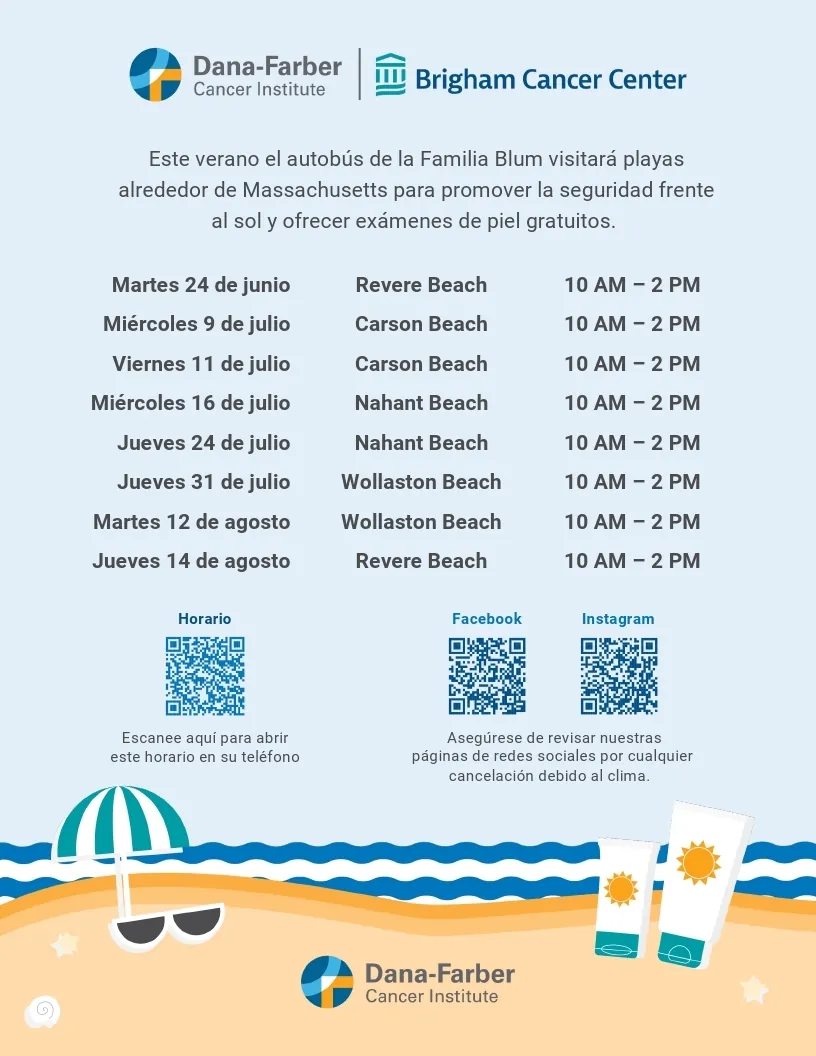 Dana-Farber
Cancer Institute
Brigham Cancer Center
Este verano el autobús de la Familia Blum visitará playas
alrededor de Massachusetts para promover la seguridad frente
al sol y ofrecer exámenes de piel gratuitos.
Martes 24 de junio Revere Beach 10 AM – 2 PM
Miércoles 9 de julio Carson Beach 10 AM – 2 PM
Viernes 11 de julio Carson Beach 10 AM – 2 PM
Miércoles 16 de julio Nahant Beach 10 AM – 2 PM
Jueves 24 de julio Nahant Beach 10 AM – 2 PM
Jueves 31 de julio Wollaston Beach 10 AM – 2 PM
Martes 12 de agosto Wollaston Beach 10 AM – 2 PM
Jueves 14 de agosto Revere Beach 10 AM – 2 PM
Horario
Escanee aquí para abrir
este horario en su teléfono
Facebook Instagram
Asegúrese de revisar nuestras
páginas de redes sociales por cualquier
cancelación debido al clima.
Dana-Farber
Cancer Institute